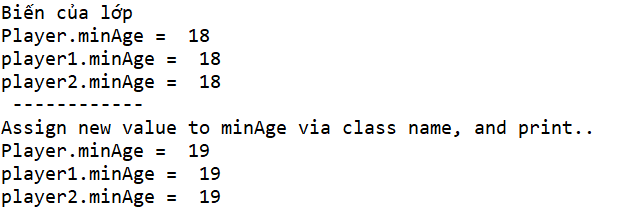 Biến của lớp
Player.minAge =  18
player1.minAge =  18
player2.minAge =  18
 ------------
Assign new value to minAge via class name, and print..
Player.minAge =  19
player1.minAge =  19
player2.minAge =  19